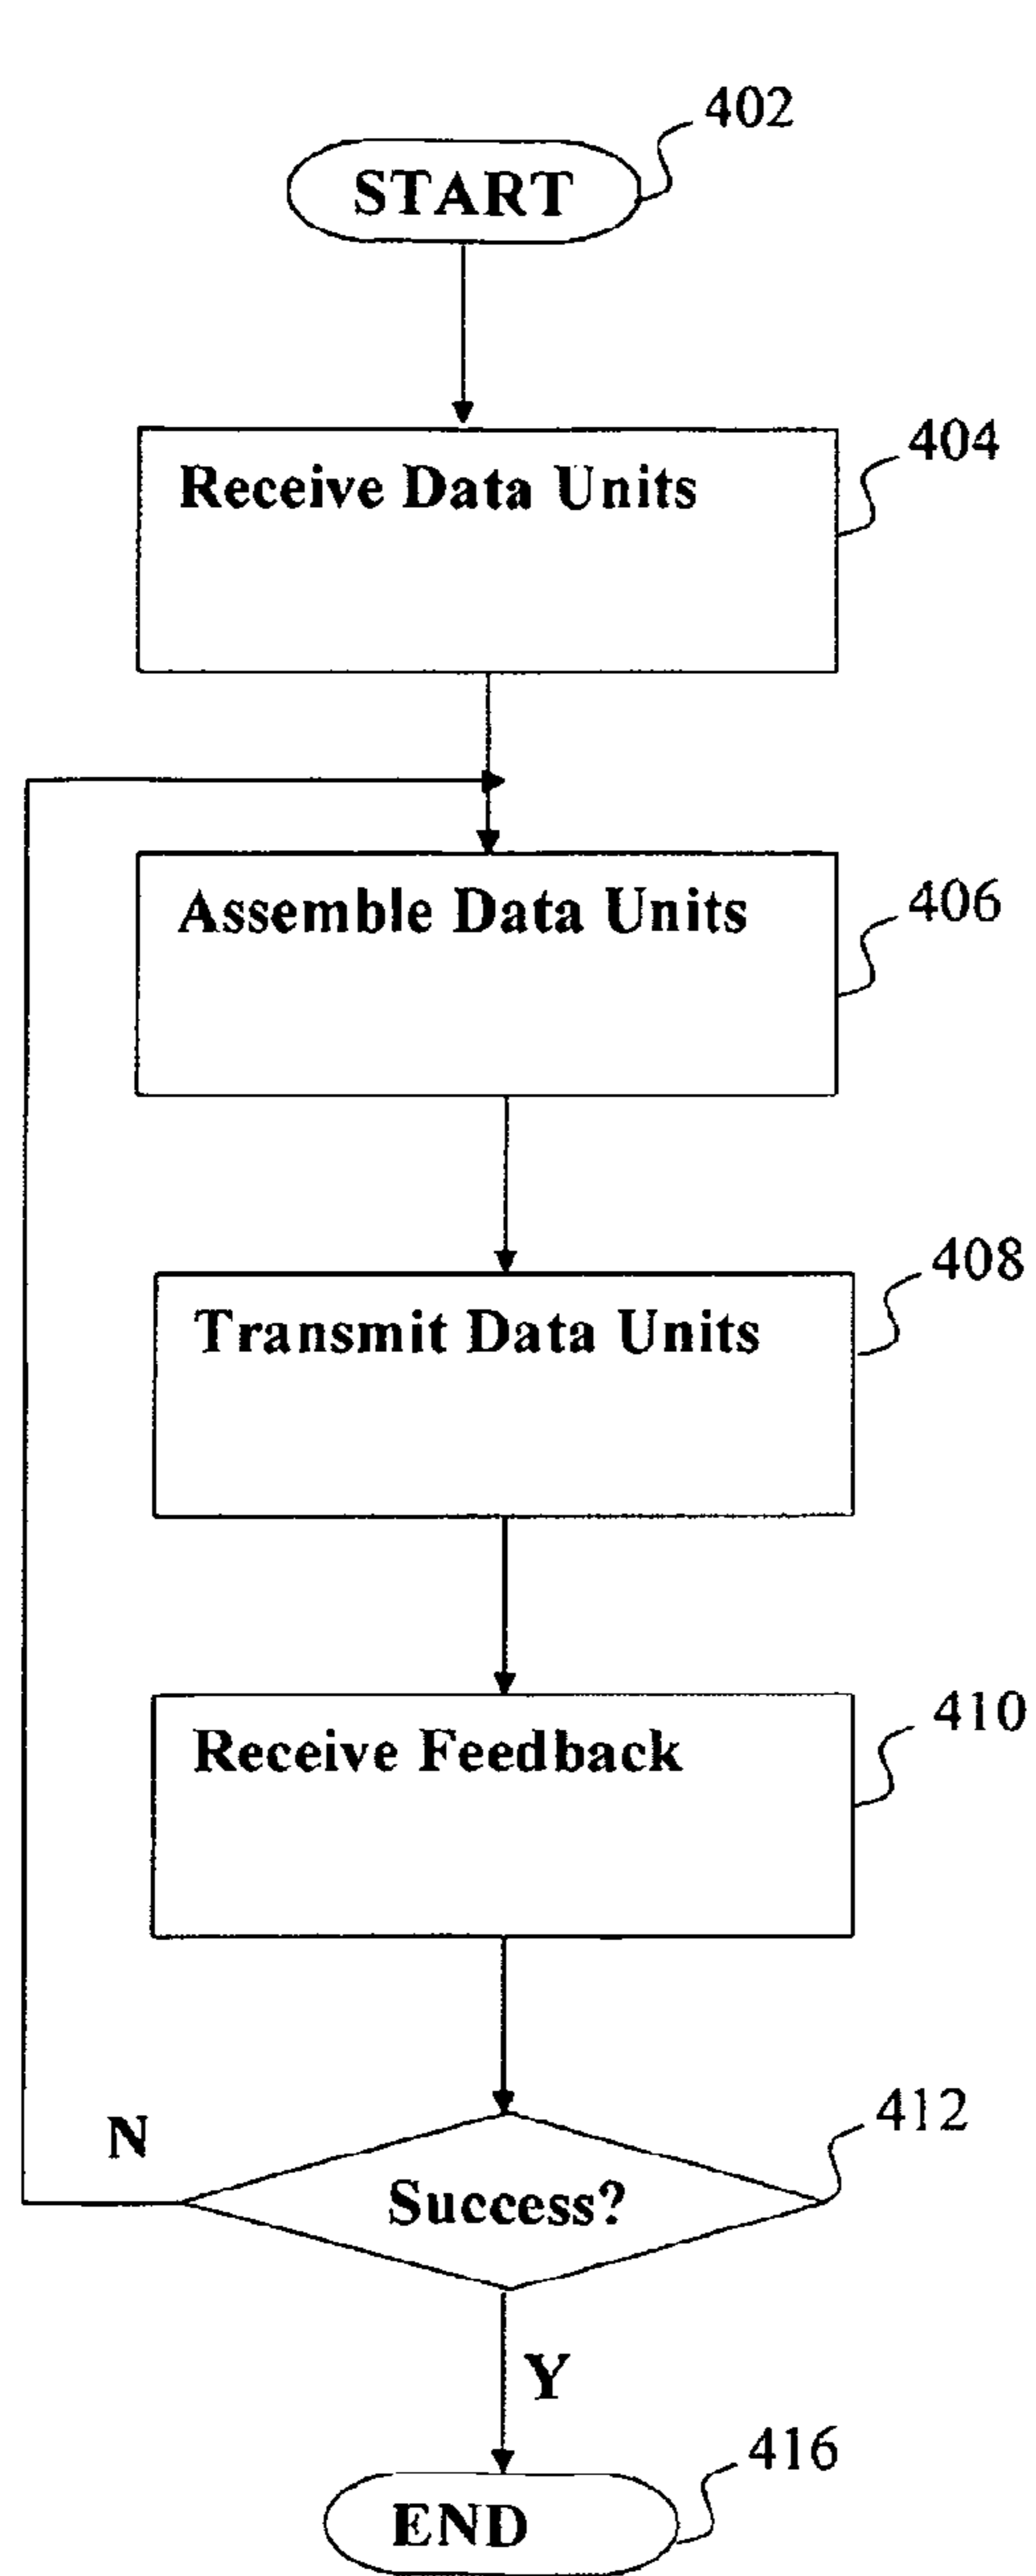 402
START
404
Receive Data Units
406
Assemble Data Units
408
Transmit Data Units
410
Receive Feedback
412
N
Success?
Y
416
END